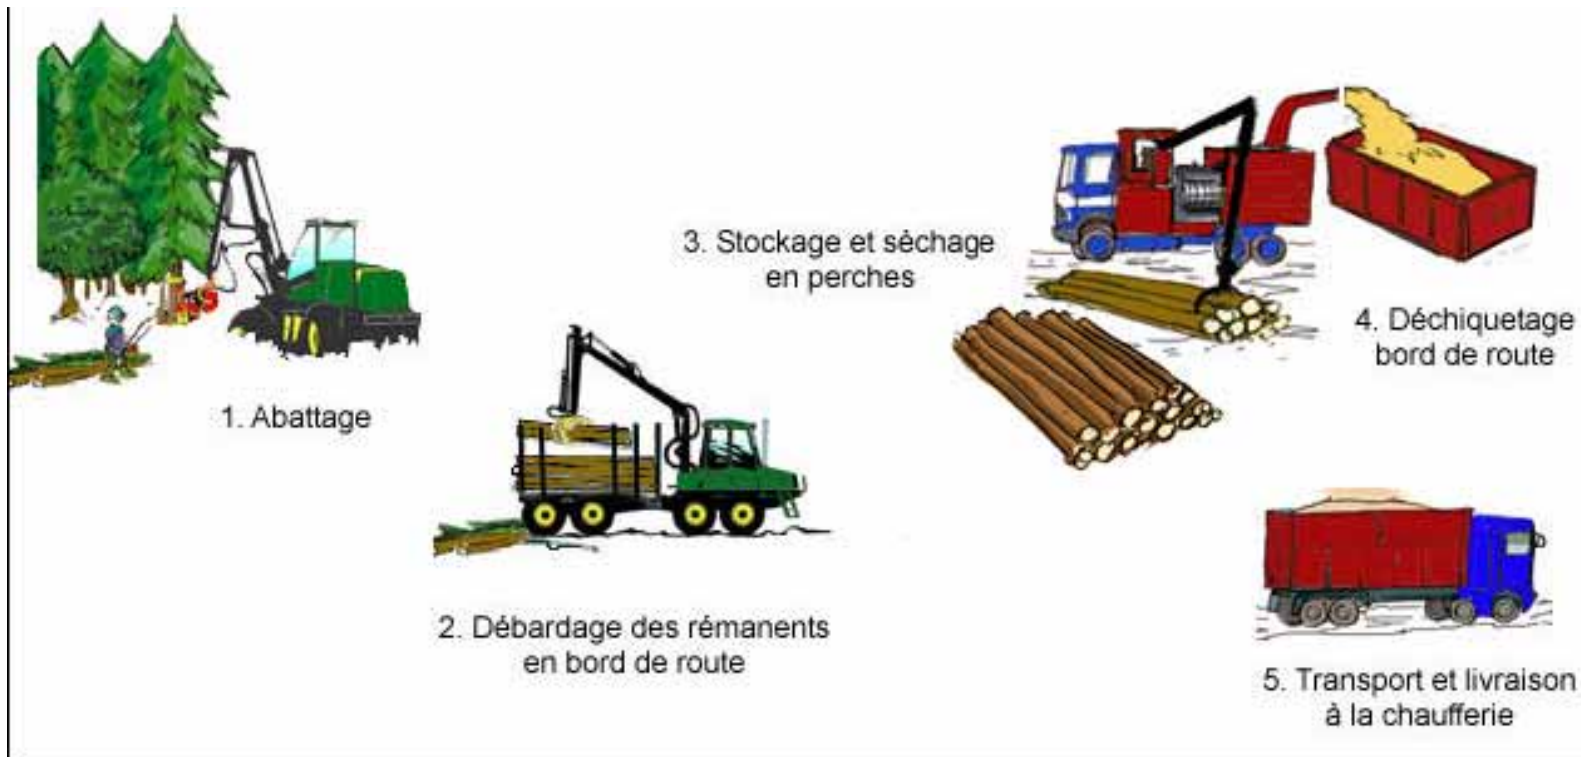 1. Abattage
2. Débardage des rémanents
en bord de route
3. Stockage et sèchage
en perches
4. Déchiquetage
bord de route
5. Transport et livraison
à la chaufferie